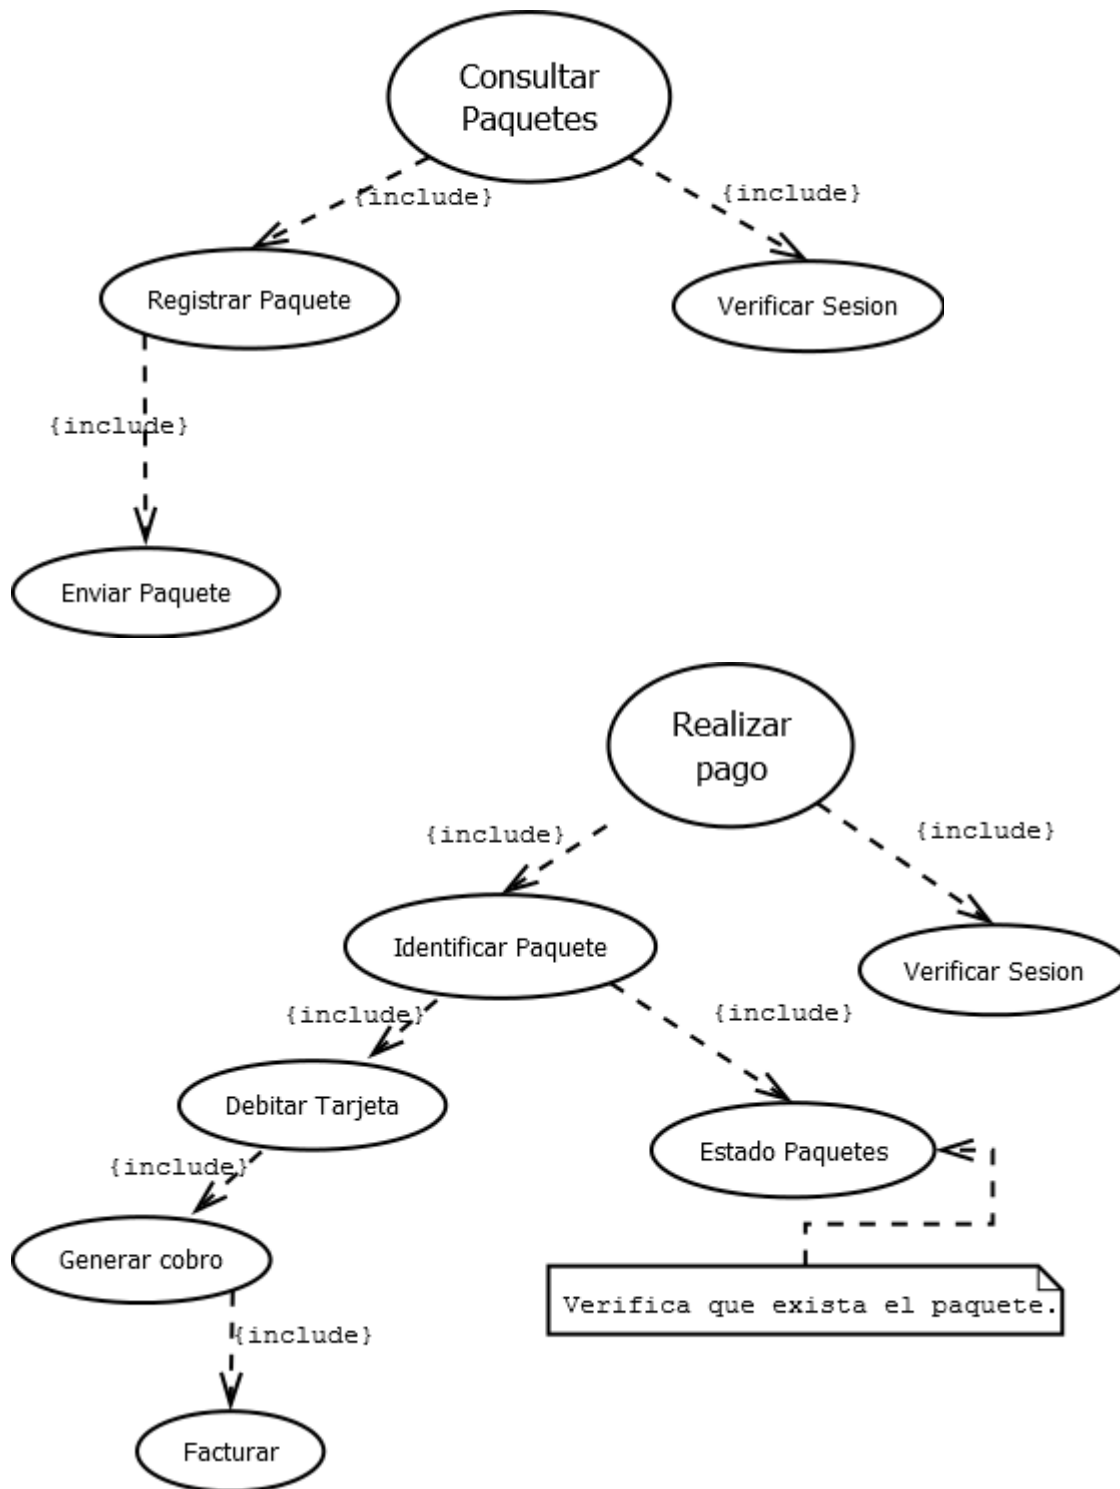 Consultar
Paquetes
{include}
{include}
Registrar Paquete
Verificar Sesion
{include}
Enviar Paquete
Realizar
pago
{include}
{include}
Identificar Paquete
Verificar Sesion
{include}
{include}
Debitar Tarjeta
Estado Paquetes
{include}
Generar cobro
Verifica que exista el paquete.
{include}
Facturar